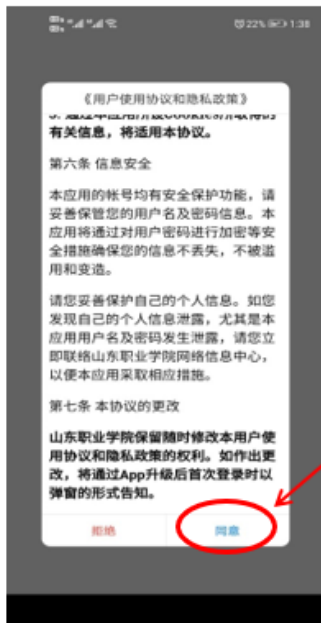 22% 1:38
《用户使用协议和隐私政策》
有关信息，将适用本协议。
第六条 信息安全
本应用的帐号均有安全保护功能，请
妥善保管您的用户名及密码信息。本
应用将通过对用户密码进行加密等安
全措施确保您的信息不丢失，不被滥
用和变造。
请您妥善保护自己的个人信息。如您
发现自己的个人信息泄露，尤其是本
应用用户名及密码发生泄露，请您立
即联络山东职业学院网络信息中心，
以便本应用采取相应措施。
第七条 本协议的更改
山东职业学院保留随时修改本用户使
用协议和隐私政策的权利。如作出更
改，将通过App升级后首次登录时以
弹窗的形式告知。
拒绝 同意